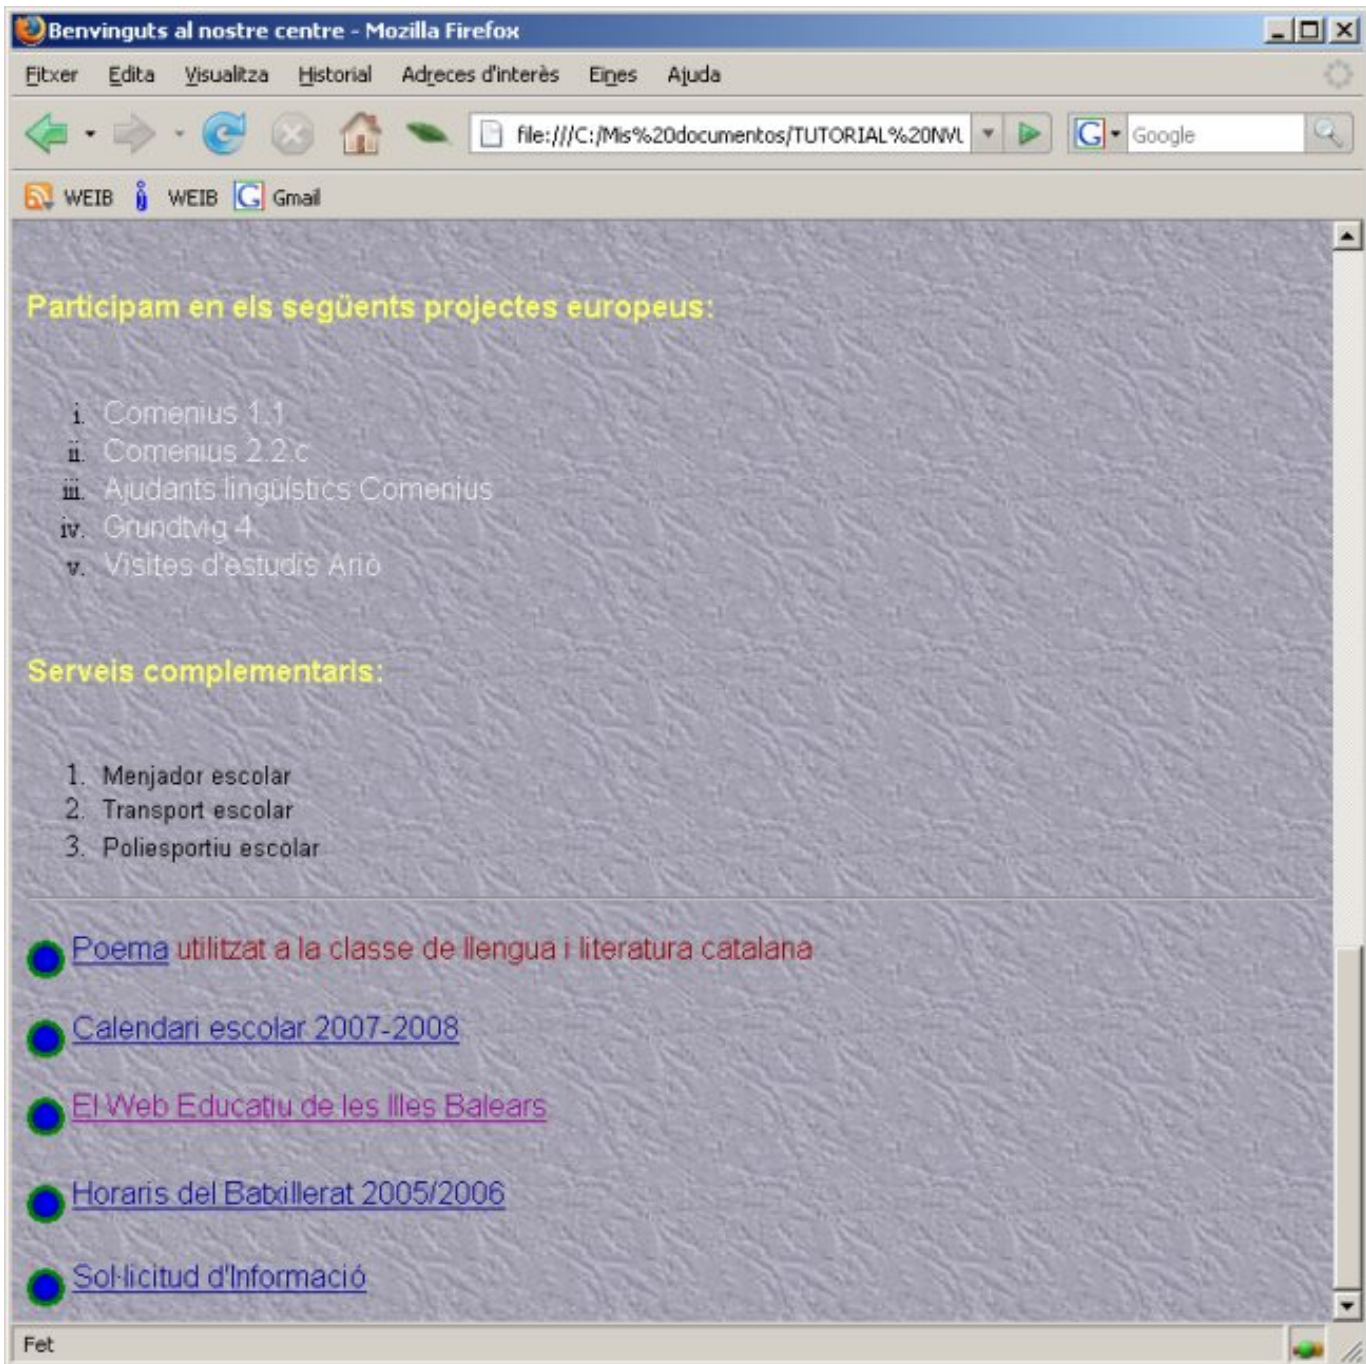 Benvinguts al nostre centre - Mozilla Firefox
Fitxer Edita Visualitza Historial Adreces d'interès Eines Ajuda
file:///C:/Mis%20documentos/TUTORIAL%20NVU Google
WEIB WEIB Gmail
Participam en els següents projectes europeus:
i. Comenius 1.1
ii. Comenius 2.2.c
iii. Ajudants lingüístics Comenius
iv. Grundtvig 4
v. Visites d'estudis Arió
Serveis complementaris:
1. Menjador escolar
2. Transport escolar
3. Poliesportiu escolar
Poema utilitzat a la classe de llengua i literatura catalana
Calendari escolar 2007-2008
El Web Educatiu de les Illes Balears
Horaris del Batxillerat 2005/2006
Sol·licitud d'Informació
Fet